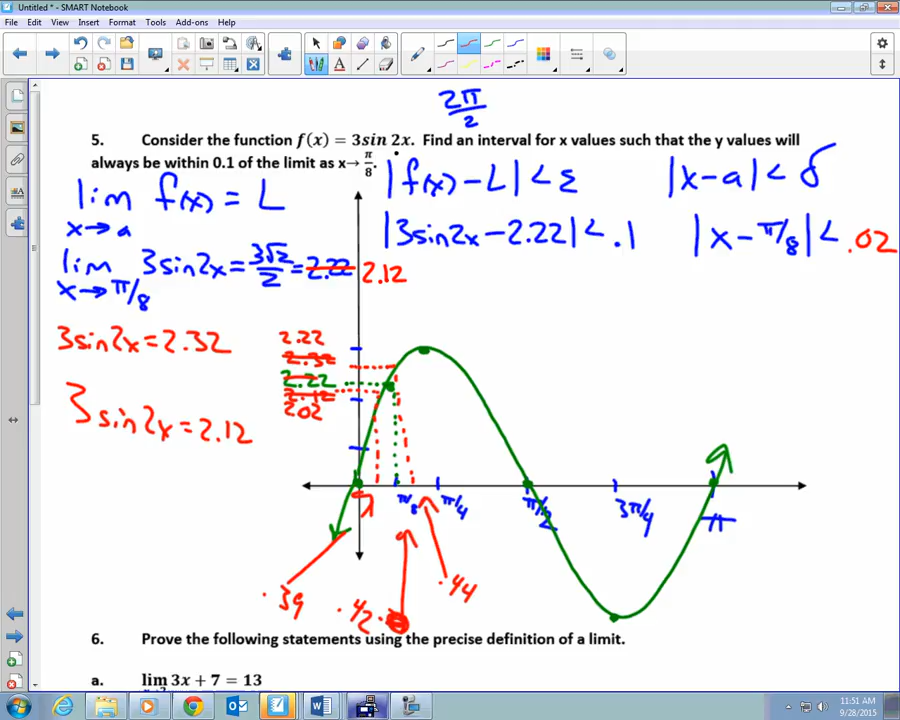 Untitled * - SMART Notebook
File Edit View Insert Format Tools Add-ons Help
2π/2
5. Consider the function f(x) = 3sin 2x. Find an interval for x values such that the y values will
always be within 0.1 of the limit as x→ π/8.
lim f(x) = L
x→a
|f(x) - L| < ε
|x - a| < δ
|3sin2x - 2.22| < .1
|x - π/8| < .02
lim 3sin2x = 3√2/2 = 2.22 2.12
x→π/8
3sin2x = 2.32
3sin2x = 2.12
2.22
2.32
2.22
2.12
2.02
π/8
π/4
π/2
3π/4
π
.39
.42
.44
6. Prove the following statements using the precise definition of a limit.
a. lim 3x + 7 = 13
11:51 AM
9/28/2015